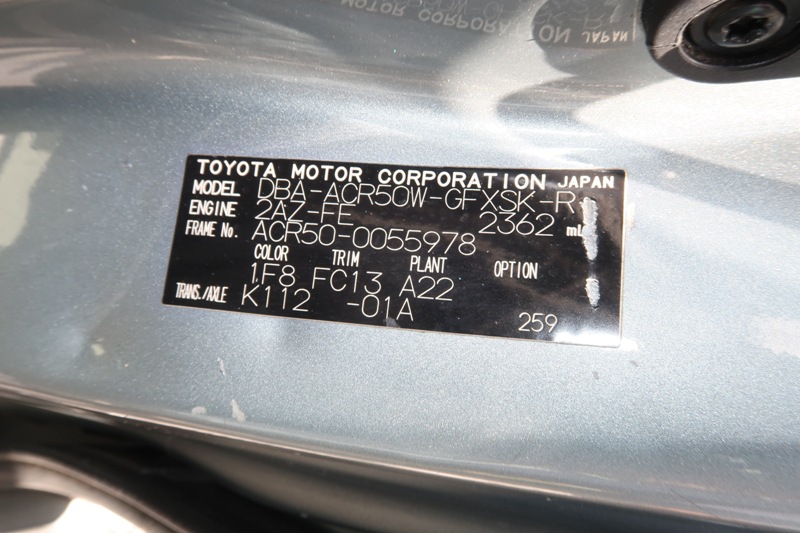 TOYOTA MOTOR CORPORATION JAPAN
MODEL DBA-ACR50W-GFXSK-R
ENGINE 2AZ-FE 2362 mL
FRAME No. ACR50-0055978
COLOR TRIM PLANT OPTION
1F8 FC13 A22
TRANS./AXLE K112 -01A
259